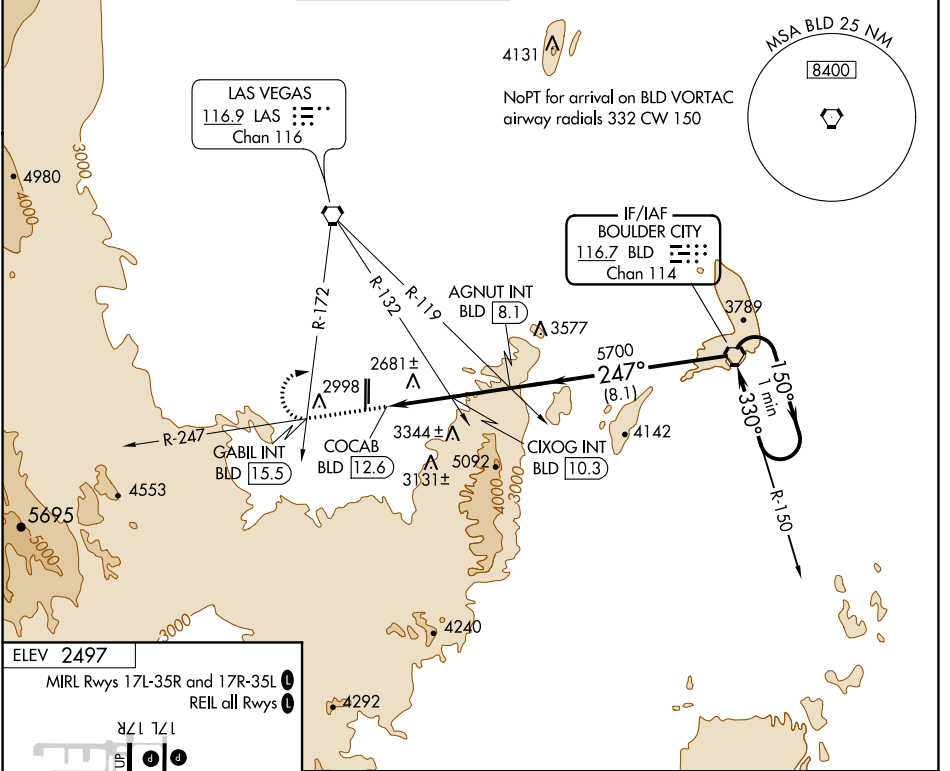 MSA BLD 25 NM
8400
4131
NoPT for arrival on BLD VORTAC
airway radials 332 CW 150
LAS VEGAS
116.9 LAS
Chan 116
3000
4980
4000
IF/IAF
BOULDER CITY
116.7 BLD
Chan 114
R-172
R-132
R-119
AGNUT INT
BLD 8.1
3577
3789
5700
247°
(8.1)
2681±
2998
150°
1 min
330°
4142
R-247
GABIL INT
BLD 15.5
COCAB
BLD 12.6
3344±
3131±
5092
4000
3000
CIXOG INT
BLD 10.3
R-150
4553
5695
5000
3000
4240
4292
ELEV 2497
MIRL Rwys 17L-35R and 17R-35L L
REIL all Rwys L
17R 17L
UP
P P